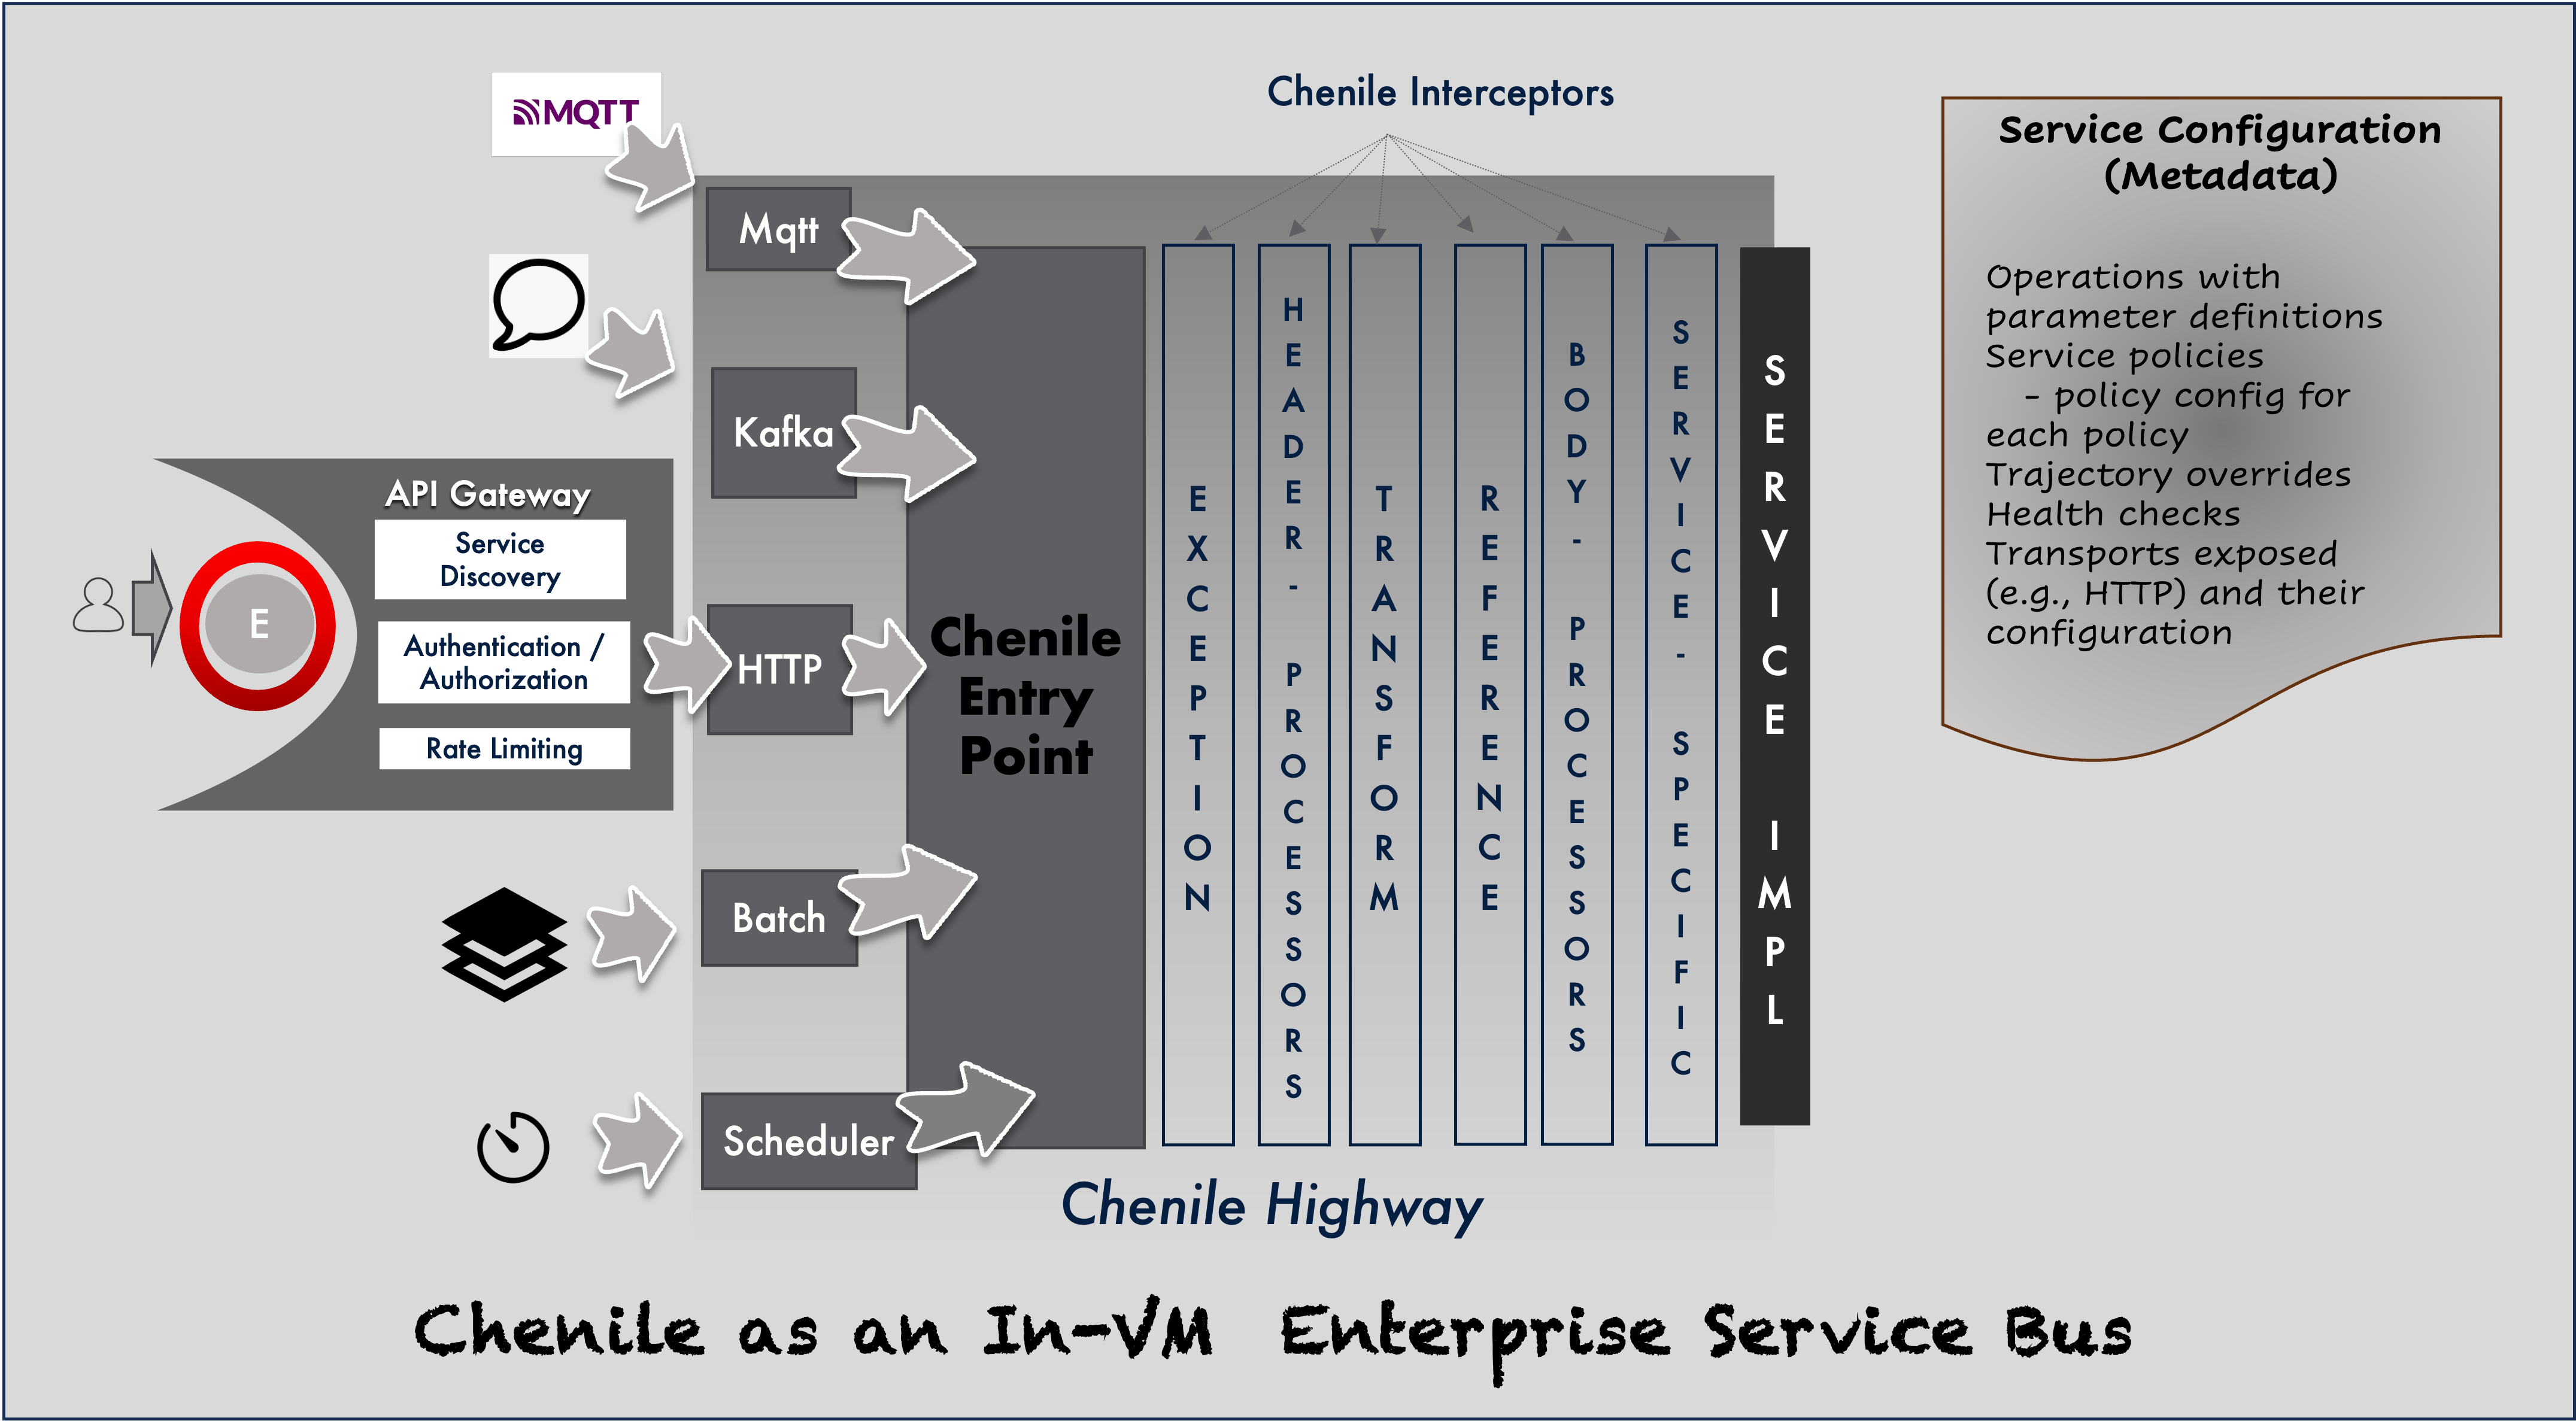 MQTT
Chenile Interceptors
Service Configuration
(Metadata)
Operations with
parameter definitions
Service policies
- policy config for
each policy
Trajectory overrides
Health checks
Transports exposed
(e.g., HTTP) and their
configuration
Mqtt
Kafka
API Gateway
Service
Discovery
Authentication /
Authorization
Rate Limiting
E
HTTP
Batch
Scheduler
Chenile
Entry
Point
EXCEPTION
HEADER- PROCESSORS
TRANSFORM
REFERENCE
BODY- PROCESSORS
SERVICE- SPECIFIC
SERVICE IMPL
Chenile Highway
Chenile as an In-VM Enterprise Service Bus